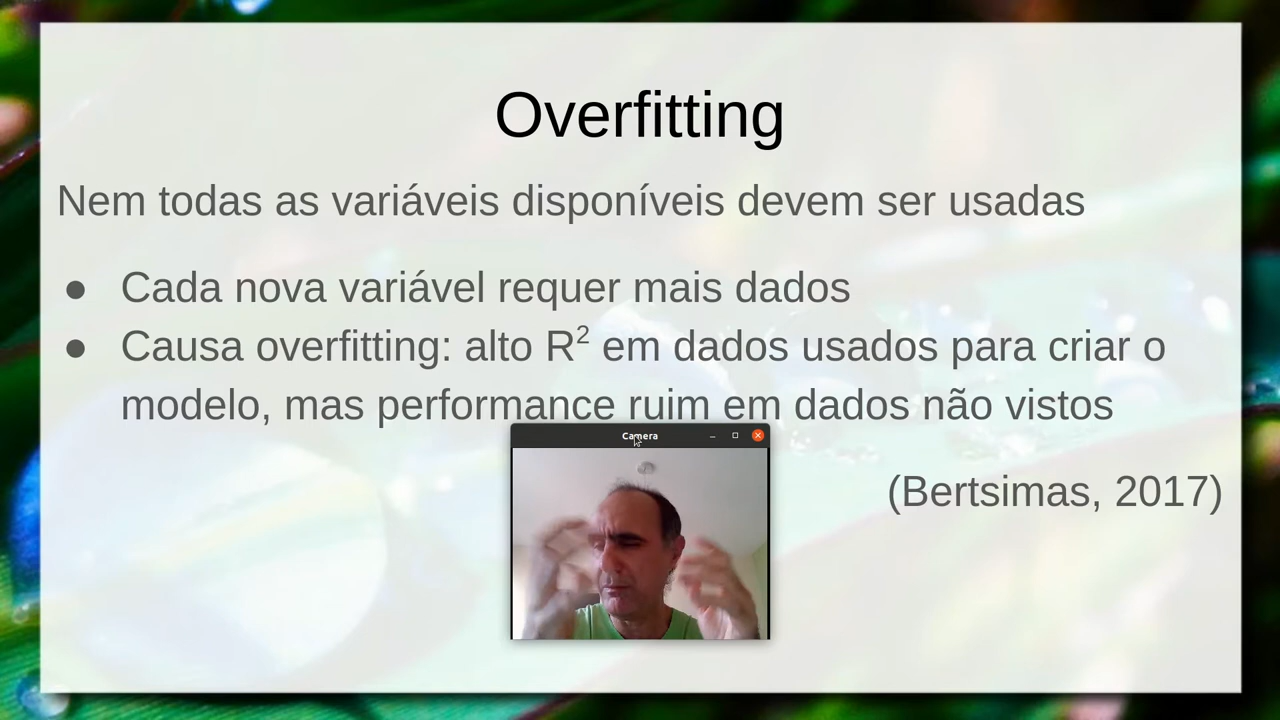 Overfitting
Nem todas as variáveis disponíveis devem ser usadas
● Cada nova variável requer mais dados
● Causa overfitting: alto R² em dados usados para criar o
modelo, mas performance ruim em dados não vistos
Camera
(Bertsimas, 2017)